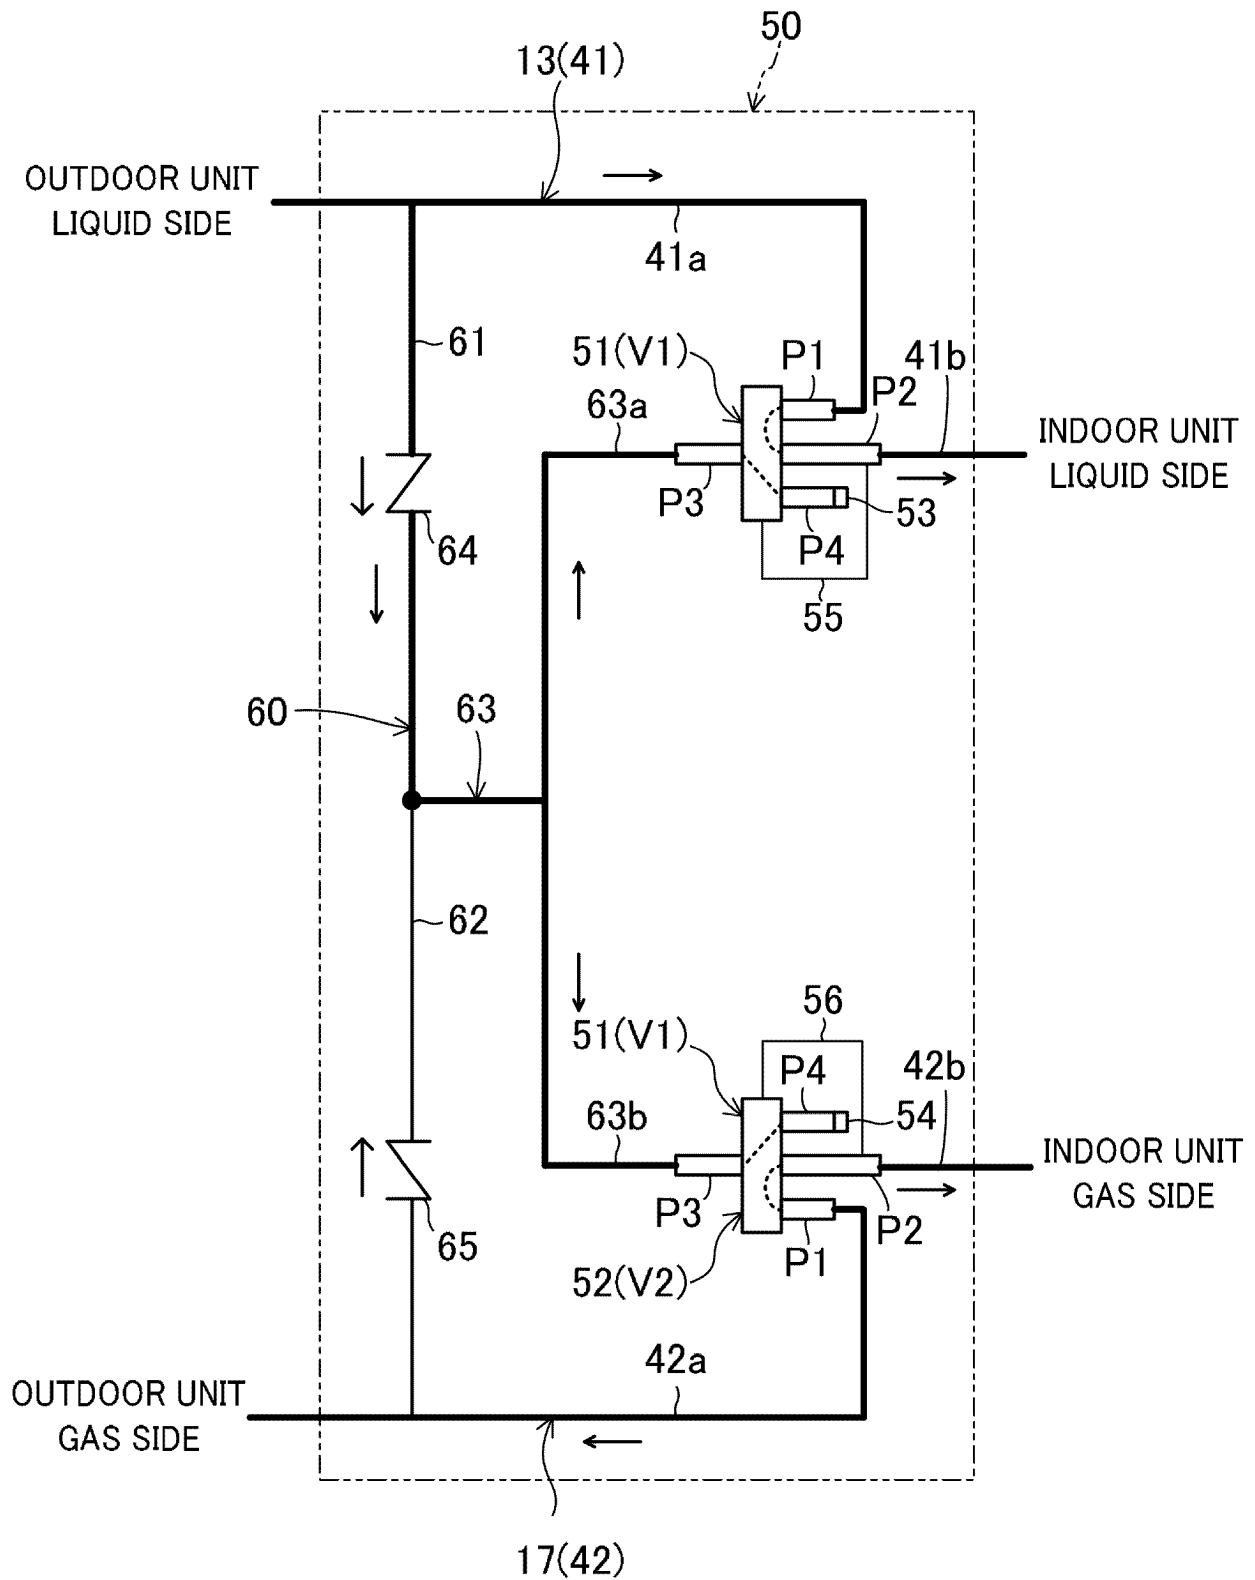 50
13(41)
OUTDOOR UNIT
LIQUID SIDE
41a
61
51(V1)
P1
41b
P2
63a
INDOOR UNIT
LIQUID SIDE
P3
53
64
P4
55
60
63
62
56
51(V1)
P4
42b
63b
54
INDOOR UNIT
GAS SIDE
P3
P2
65
P1
52(V2)
42a
OUTDOOR UNIT
GAS SIDE
17(42)